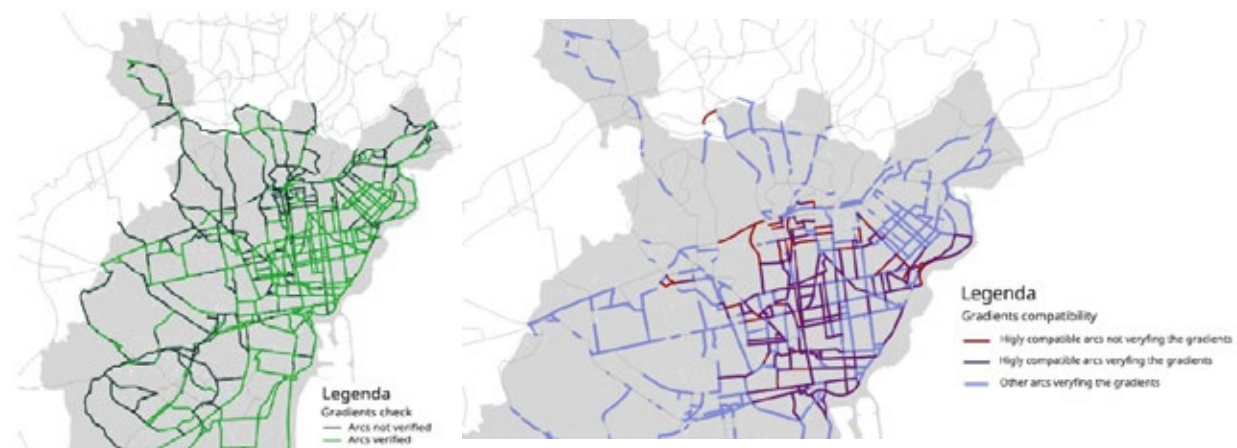 Legenda
Gradients check
Arcs not verified
Arcs verified
Legenda
Gradients compatibility
Higly compatible arcs not veryfing the gradients
Higly compatible arcs veryfing the gradients
Other arcs veryfing the gradients